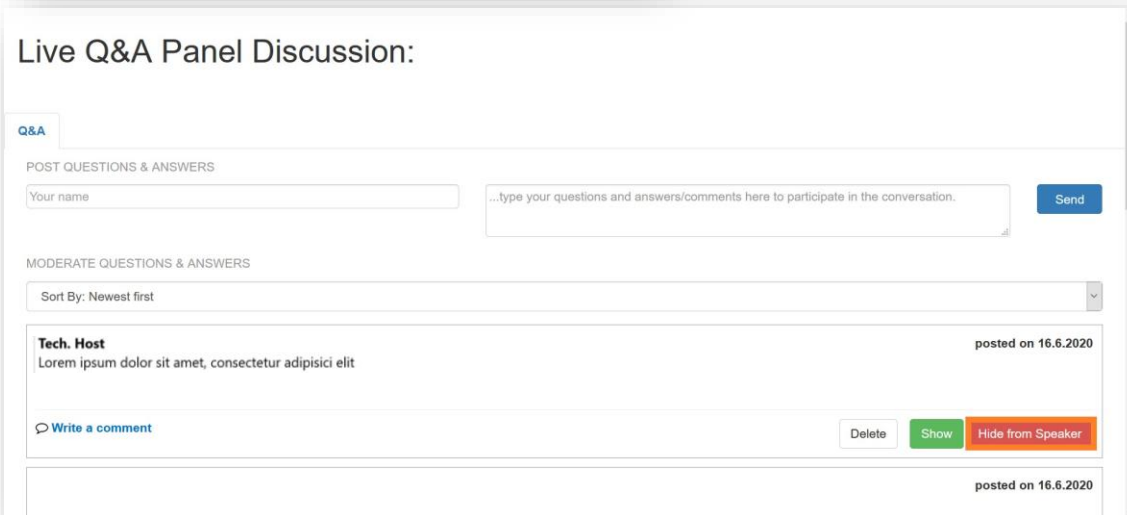 Live Q&A Panel Discussion:
Q&A
POST QUESTIONS & ANSWERS
Your name
...type your questions and answers/comments here to participate in the conversation.
Send
MODERATE QUESTIONS & ANSWERS
Sort By: Newest first
Tech. Host
posted on 16.6.2020
Lorem ipsum dolor sit amet, consectetur adipisici elit
Write a comment
Delete
Show
Hide from Speaker
posted on 16.6.2020